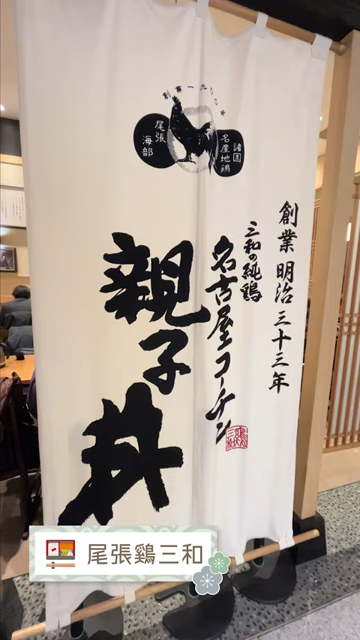 創業一九〇〇年
諸国
名産地鶏
尾張
海部
創業 明治三十三年
三和の純鶏
名古屋コーチン
親子丼
尾張鷄三和